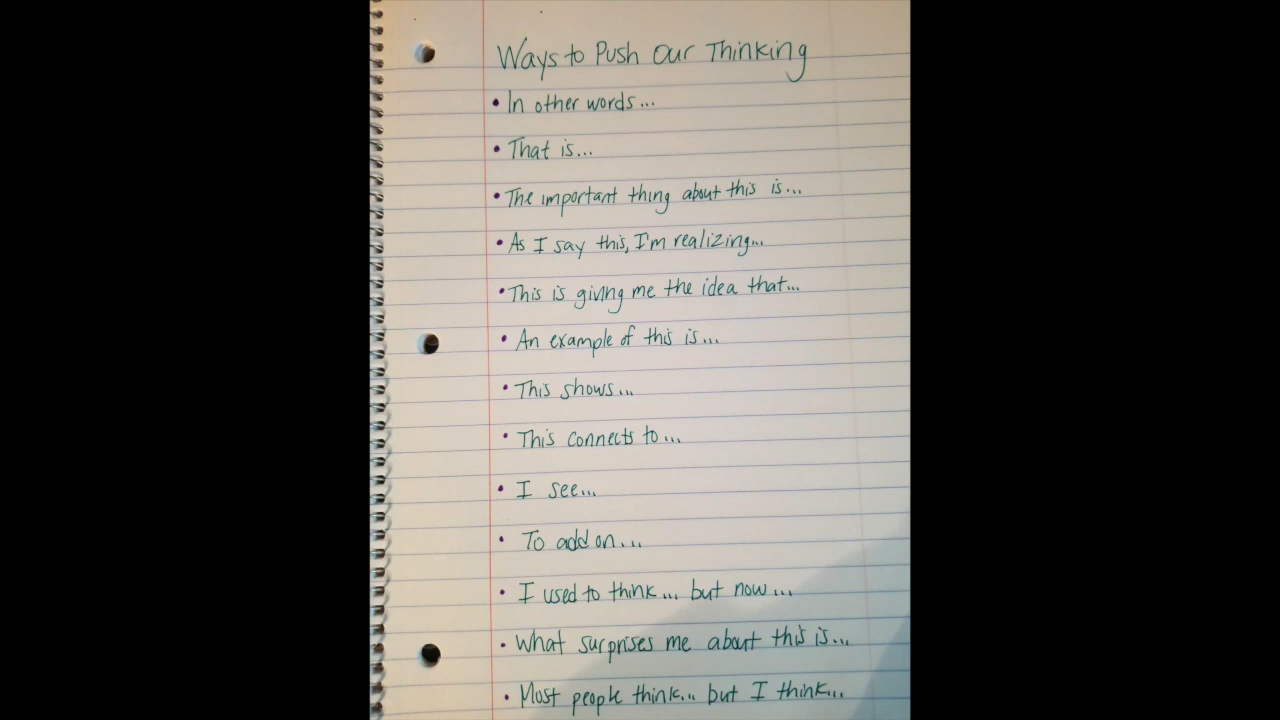 Ways to Push Our Thinking
• In other words...
• That is...
• The important thing about this is...
• As I say this, I'm realizing...
• This is giving me the idea that...
• An example of this is...
• This shows...
• This connects to...
• I see...
• To add on...
• I used to think... but now...
• What surprises me about this is...
• Most people think... but I think...